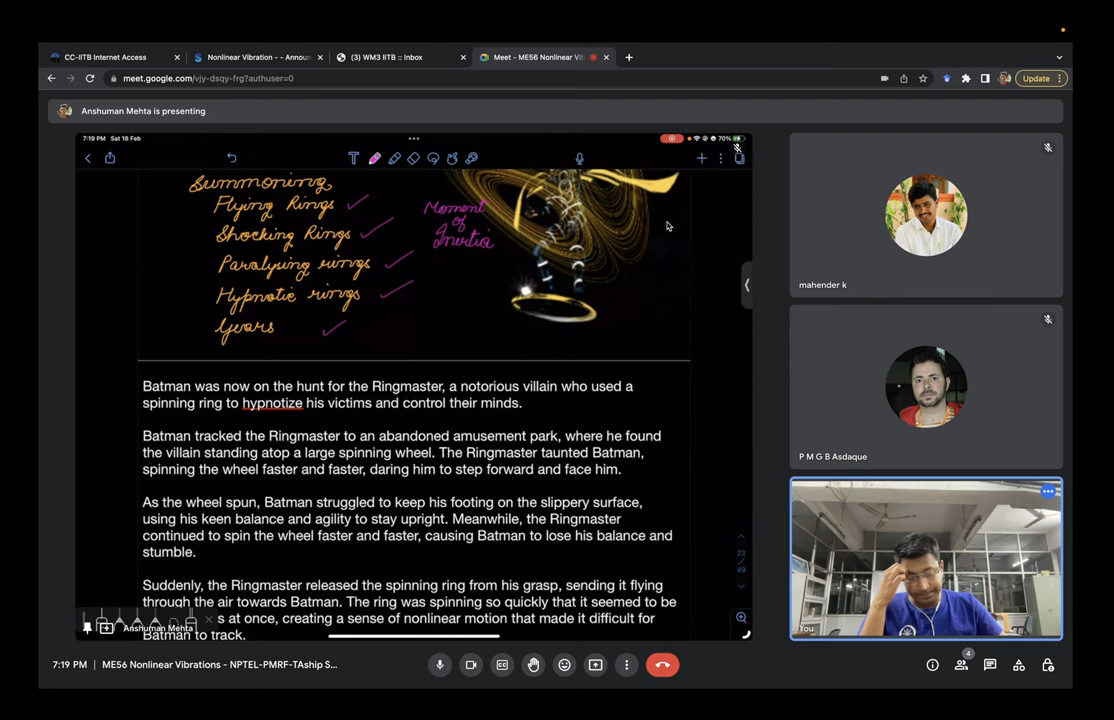 CC-IITB Internet Access
Nonlinear Vibration - - Announ
(3) WM3 IITB :: Inbox
Meet - ME56 Nonlinear Vib
meet.google.com/vjy-dsqy-frg?authuser=0
Update
Anshuman Mehta is presenting
7:19 PM Sat 18 Feb
70%
Summoning
Flying Rings
Shocking Rings
Paralysing rings
Hypnotic rings
Gears
Moment
of
Inertia
Batman was now on the hunt for the Ringmaster, a notorious villain who used a
spinning ring to hypnotize his victims and control their minds.
Batman tracked the Ringmaster to an abandoned amusement park, where he found
the villain standing atop a large spinning wheel. The Ringmaster taunted Batman,
spinning the wheel faster and faster, daring him to step forward and face him.
As the wheel spun, Batman struggled to keep his footing on the slippery surface,
using his keen balance and agility to stay upright. Meanwhile, the Ringmaster
continued to spin the wheel faster and faster, causing Batman to lose his balance and
stumble.
Suddenly, the Ringmaster released the spinning ring from his grasp, sending it flying
through the air towards Batman. The ring was spinning so quickly that it seemed to be
s at once, creating a sense of nonlinear motion that made it difficult for
Batman to track.
Anshuman Mehta
23
49
mahender k
P M G B Asdaque
You
7:19 PM | ME56 Nonlinear Vibrations - NPTEL-PMRF-TAship S...
4